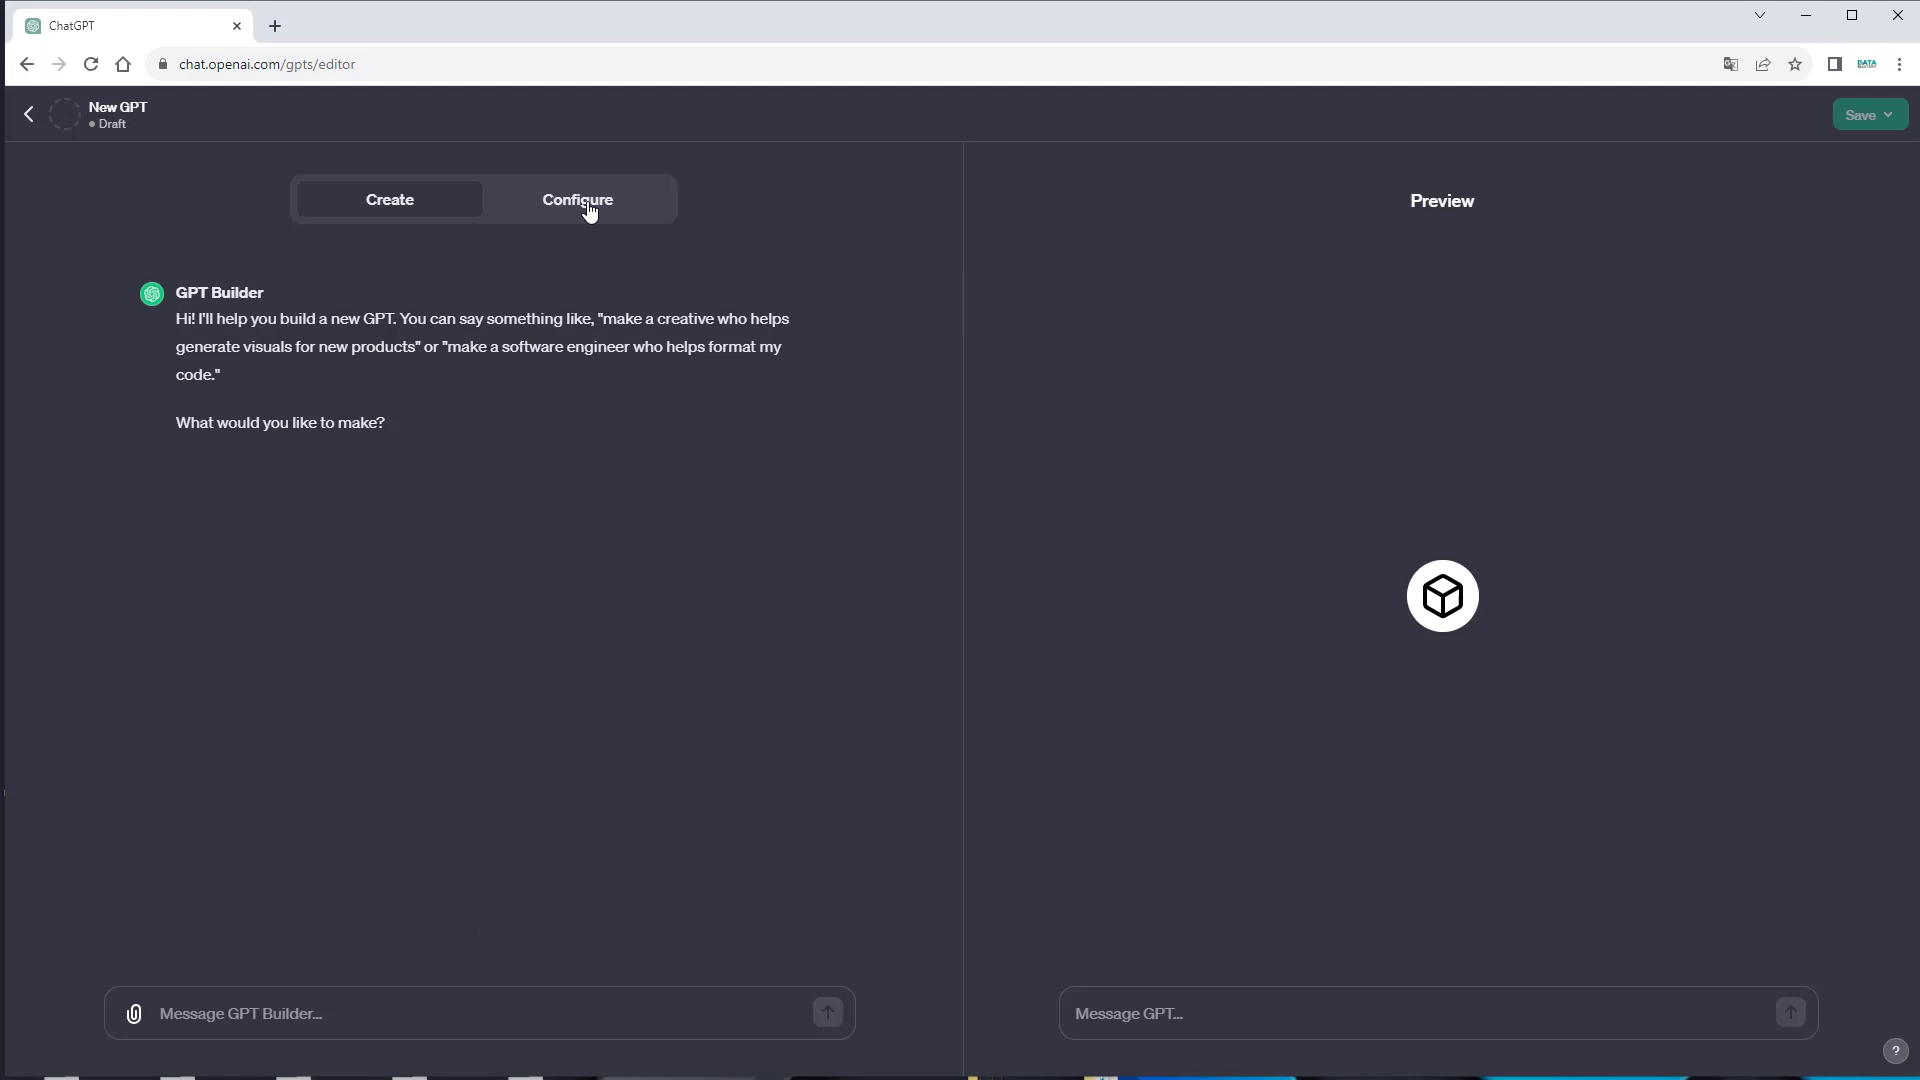 ChatGPT
chat.openai.com/gpts/editor
DATA
New GPT
Draft
Save
Create
Configure
Preview
GPT Builder
Hi! I'll help you build a new GPT. You can say something like, "make a creative who helps
generate visuals for new products" or "make a software engineer who helps format my
code."
What would you like to make?
Message GPT Builder...
Message GPT...
?